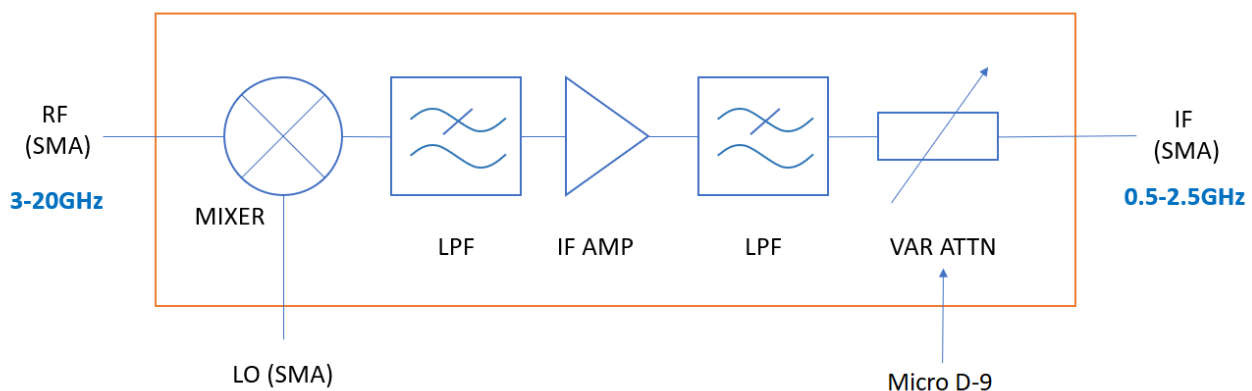 RF
(SMA)
3-20GHz
MIXER
LPF
IF AMP
LPF
VAR ATTN
IF
(SMA)
0.5-2.5GHz
LO (SMA)
Micro D-9